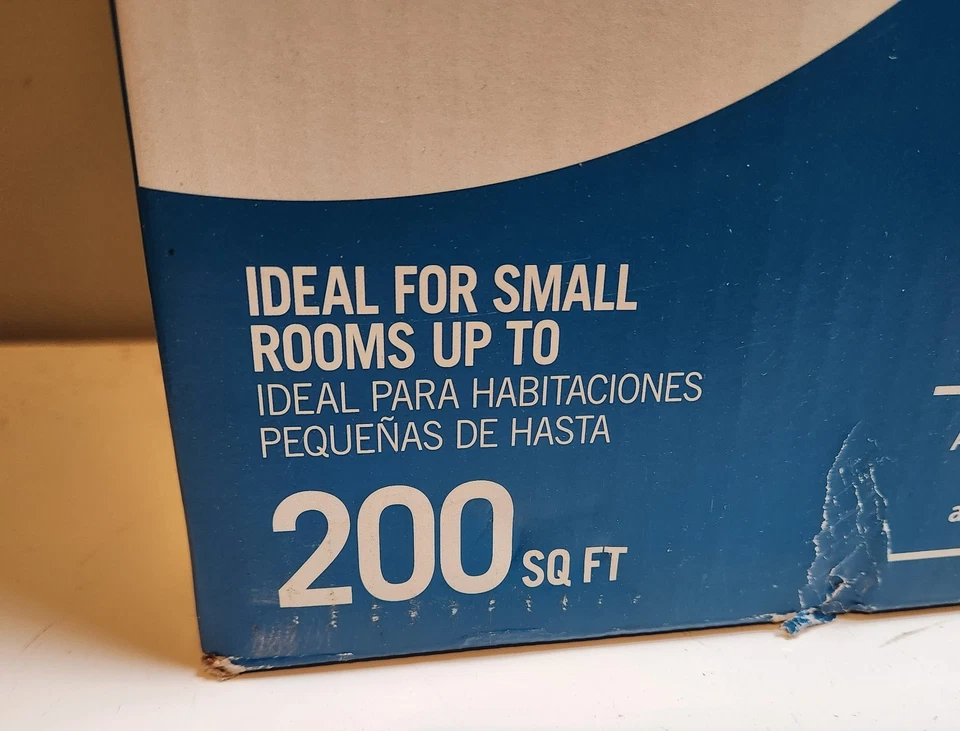 IDEAL FOR SMALL
ROOMS UP TO
IDEAL PARA HABITACIONES
PEQUEÑAS DE HASTA
200 SQ FT